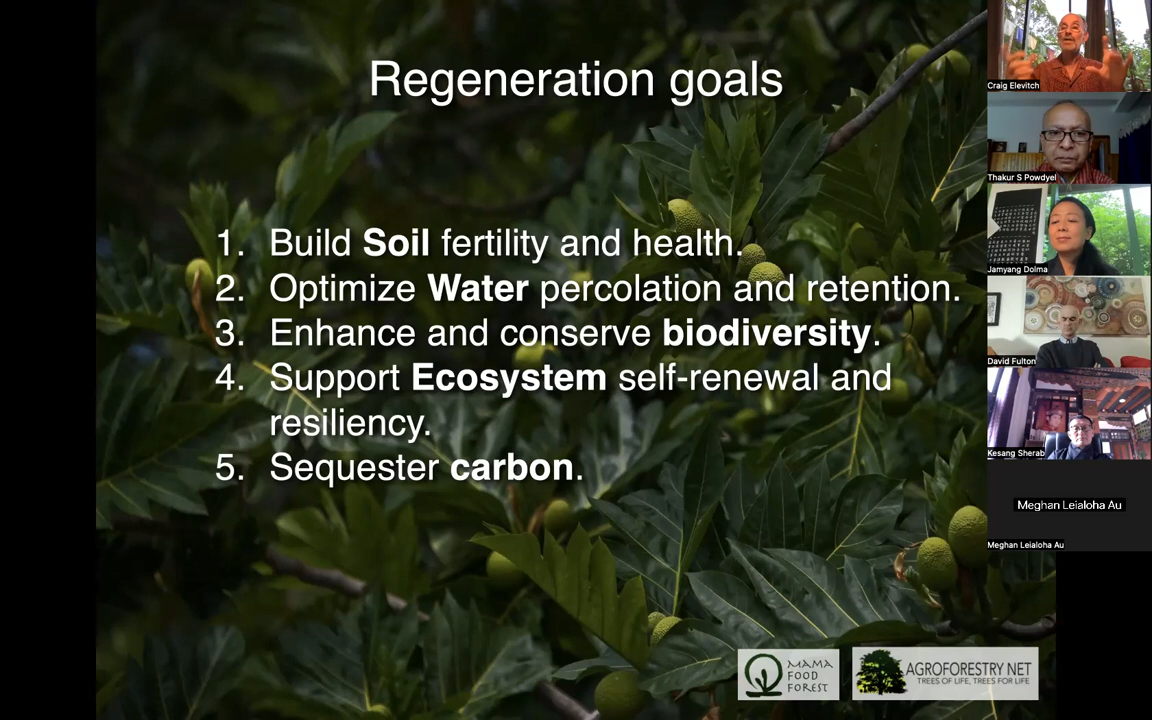 Regeneration goals
1. Build Soil fertility and health.
2. Optimize Water percolation and retention.
3. Enhance and conserve biodiversity.
4. Support Ecosystem self-renewal and
resiliency.
5. Sequester carbon.
MAMA
FOOD
FOREST
AGROFORESTRY NET
TREES OF LIFE, TREES FOR LIFE
Craig Elevitch
Thakur S Powdyel
Jamyang Dolma
David Fulton
Kesang Sherab
Meghan Leialoha Au
Meghan Leialoha Au